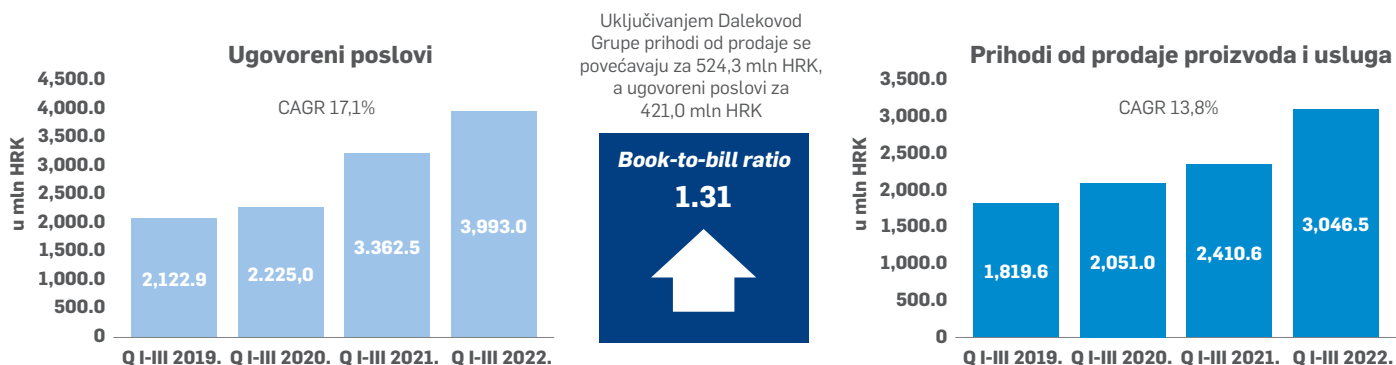 Ugovoreni poslovi
u mln HRK
4,500.0
4,000.0
3,500.0
3,000.0
2,500.0
2,000.0
1,500.0
1,000.0
500.0
0
CAGR 17,1%
2,122.9
2.225,0
3.362.5
3,993.0
Q I-III 2019.
Q I-III 2020.
Q I-III 2021.
Q I-III 2022.
Uključivanjem Dalekovod
Grupe prihodi od prodaje se
povećavaju za 524,3 mln HRK,
a ugovoreni poslovi za
421,0 mln HRK
Book-to-bill ratio
1.31
Prihodi od prodaje proizvoda i usluga
u mln HRK
3,500.0
3,000.0
2,500.0
2,000.0
1,500.0
1,000.0
500.0
0
CAGR 13,8%
1,819.6
2,051.0
2,410.6
3,046.5
Q I-III 2019.
Q I-III 2020.
Q I-III 2021.
Q I-III 2022.